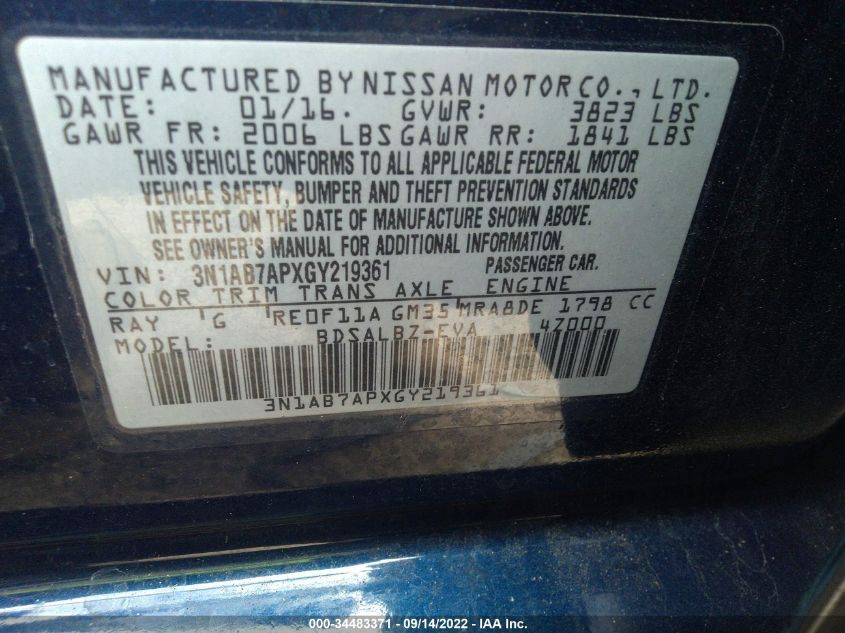 MANUFACTURED BY NISSAN MOTOR CO., LTD.
DATE: 01/16. GVWR: 3823 LBS
GAWR FR: 2006 LBS GAWR RR: 1841 LBS
THIS VEHICLE CONFORMS TO ALL APPLICABLE FEDERAL MOTOR
VEHICLE SAFETY, BUMPER AND THEFT PREVENTION STANDARDS
IN EFFECT ON THE DATE OF MANUFACTURE SHOWN ABOVE.
SEE OWNER'S MANUAL FOR ADDITIONAL INFORMATION.
VIN: 3N1AB7APXGY219361 PASSENGER CAR.
COLOR TRIM TRANS AXLE ENGINE
RAY 'G 'RE0F11A GM35 'MRA8DE 1798 CC
MODEL: BDSALBZ-EVA 4Z000
3N1AB7APXGY219361
000-34483371 - 09/14/2022 - IAA Inc.